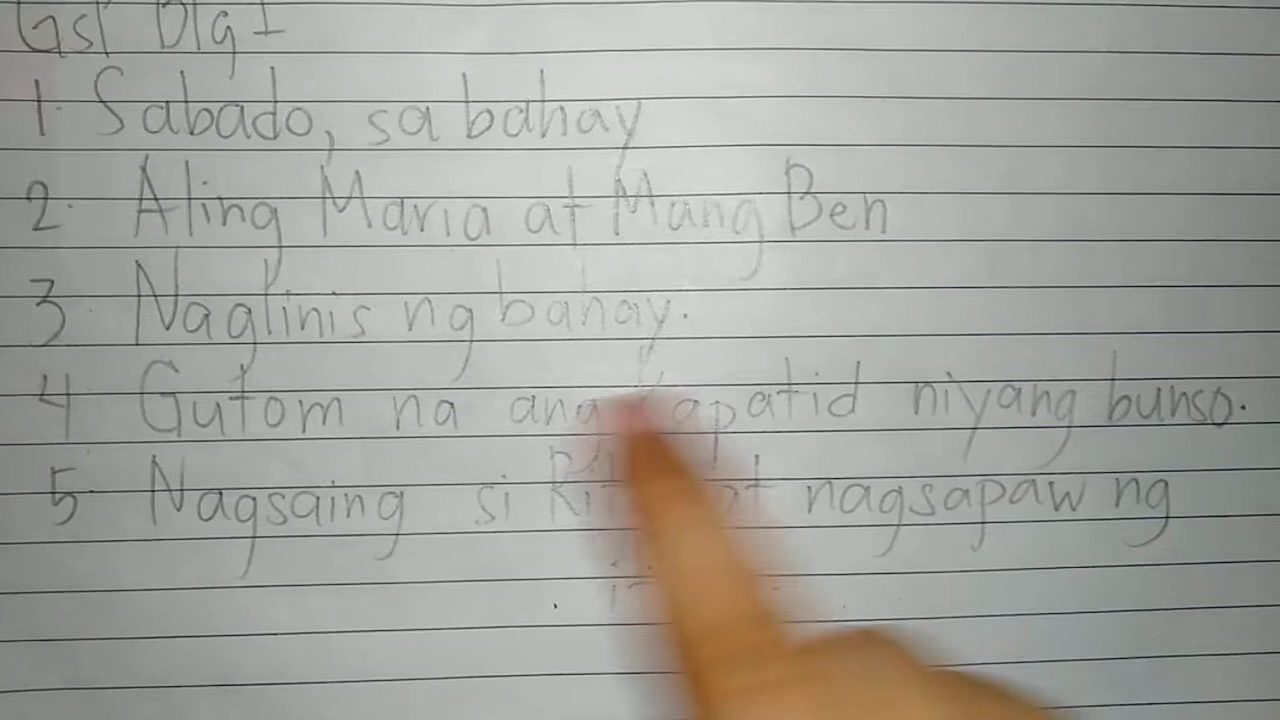 1. Sabado, sa bahay
2. Aling Maria at Mang Ben
3. Naglinis ng bahay.
4 Gutom na ang kapatid niyang bunso.
5. Nagsaing si nagsapaw ng